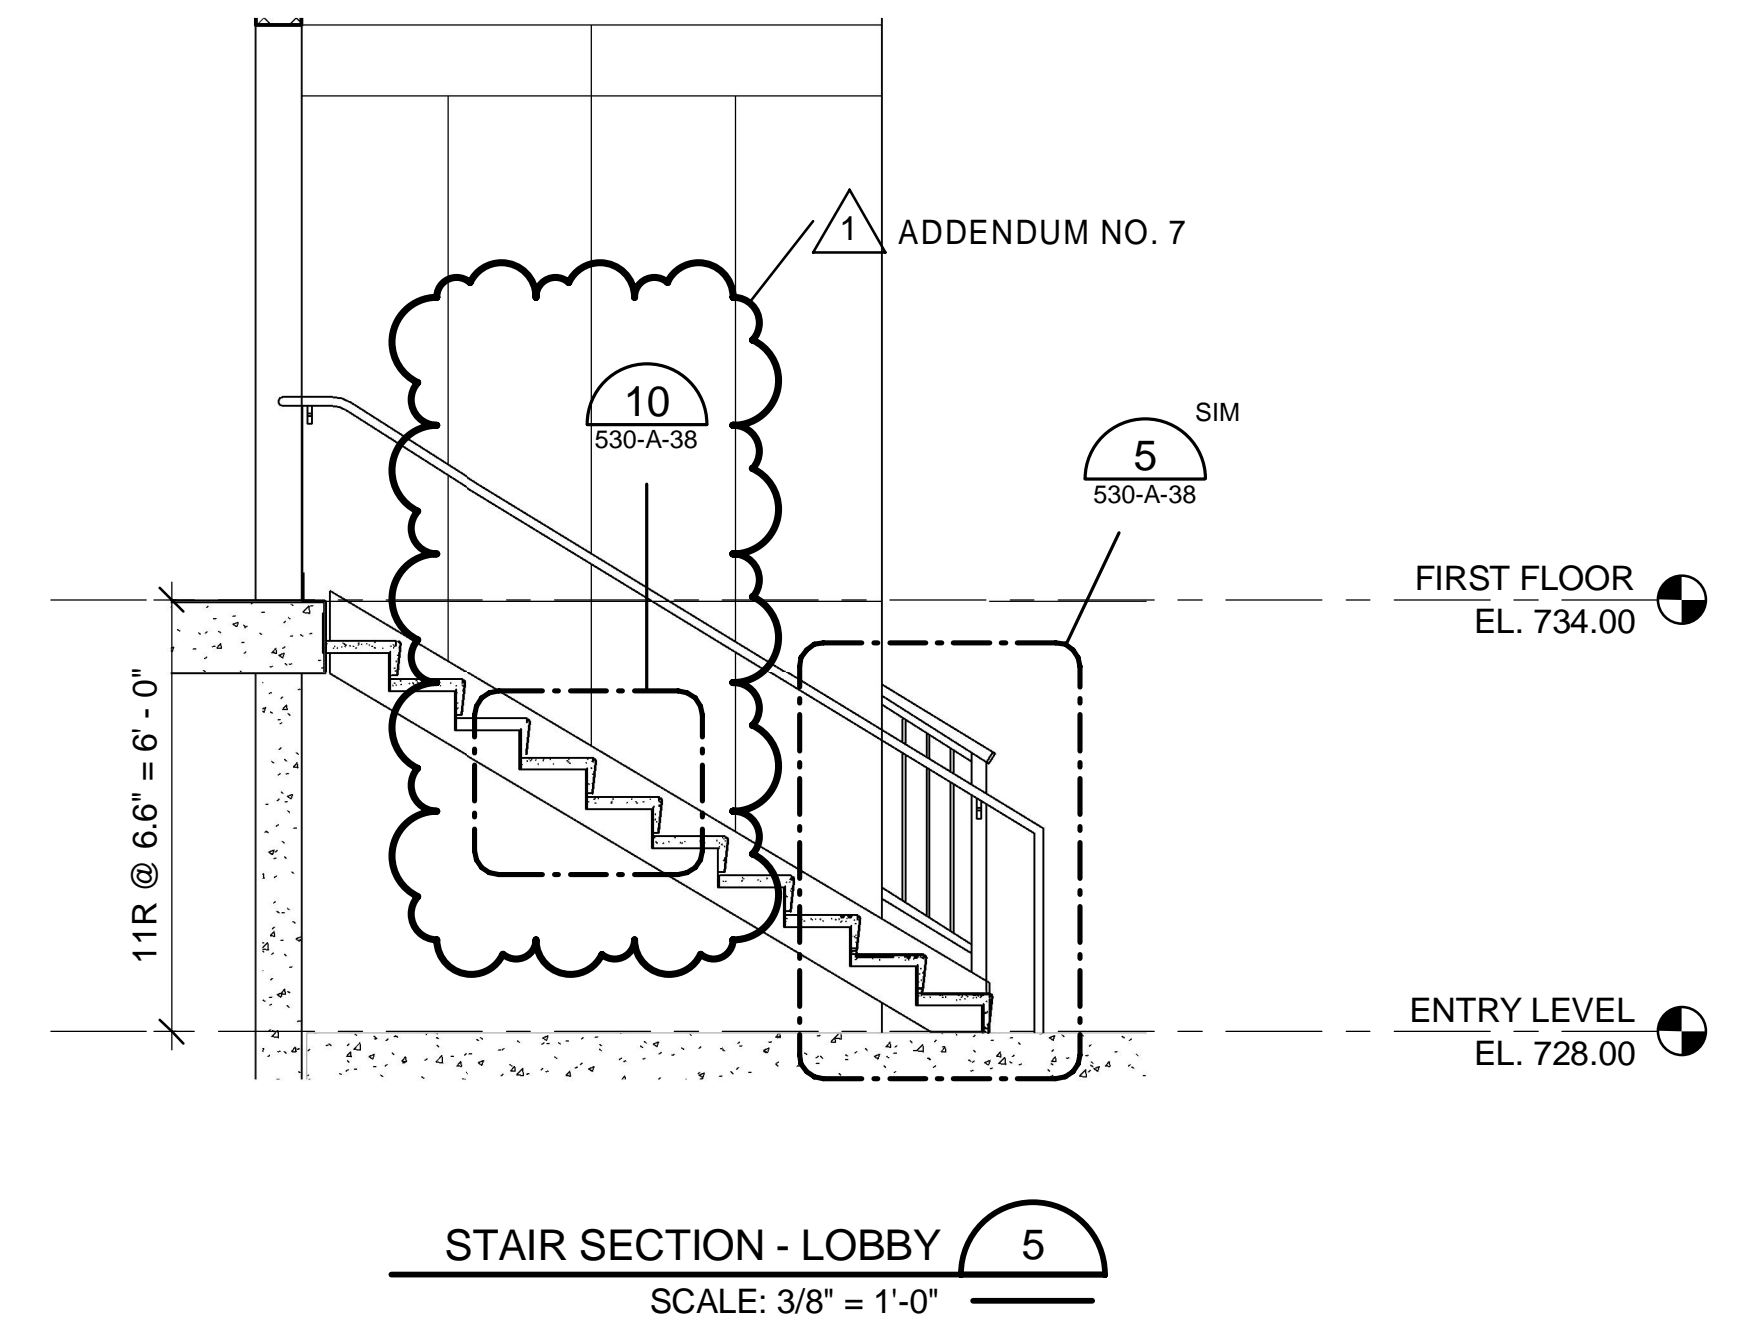 1 ADDENDUM NO. 7
10
530-A-38
SIM
5
530-A-38
FIRST FLOOR
EL. 734.00
11R @ 6.6" = 6' - 0"
ENTRY LEVEL
EL. 728.00
STAIR SECTION - LOBBY 5
SCALE: 3/8" = 1'-0"